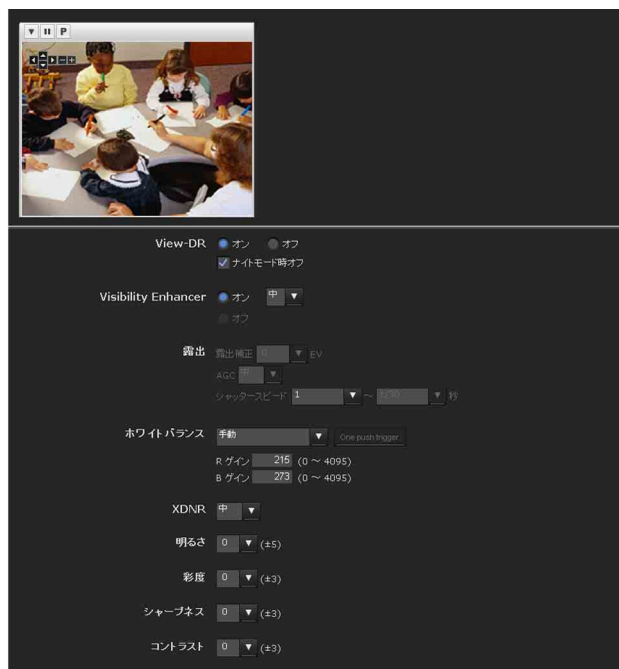 P
View-DR オン オフ
ナイトモード時オフ
Visibility Enhancer オン 中
オフ
露出 露出補正 0 EV
AGC 中
シャッタースピード 1 ～ 1/30 秒
ホワイトバランス 手動 One push trigger
R ゲイン 215 (0 ～ 4095)
B ゲイン 273 (0 ～ 4095)
XDNR 中
明るさ 0 (±5)
彩度 0 (±3)
シャープネス 0 (±3)
コントラスト 0 (±3)